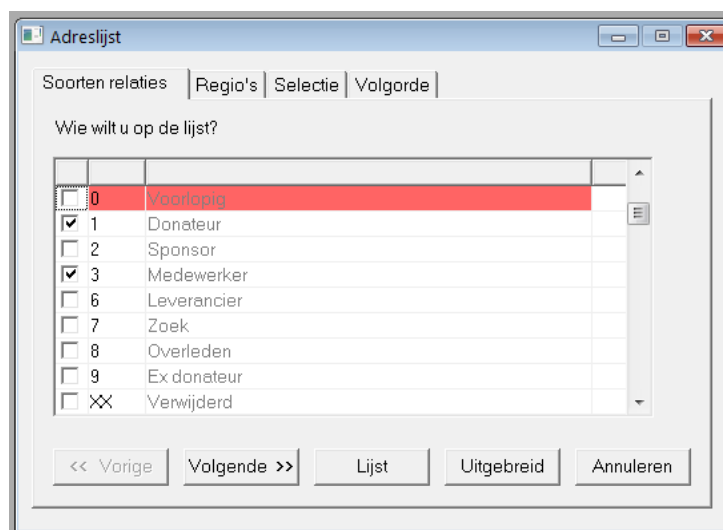 Adreslijst
Soorten relaties Regio's Selectie Volgorde
Wie wilt u op de lijst?
0 Voorlopig
1 Donateur
2 Sponsor
3 Medewerker
6 Leverancier
7 Zoek
8 Overleden
9 Ex donateur
XX Verwijderd
<< Vorige Volgende >> Lijst Uitgebreid Annuleren